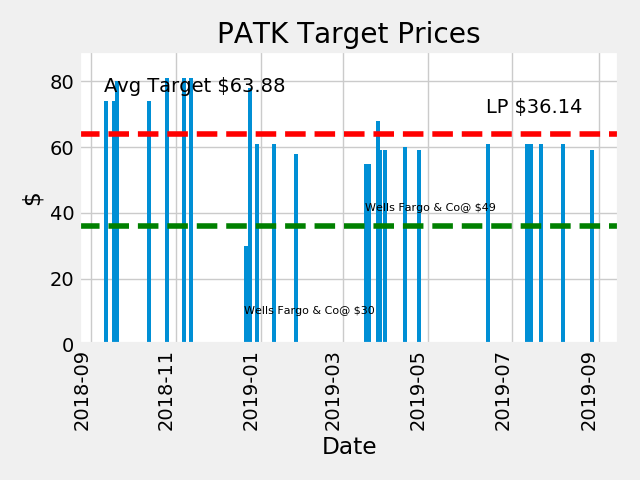 PATK Target Prices
Avg Target $63.88
LP $36.14
Wells Fargo & Co@ $49
Wells Fargo & Co@ $30
80
60
40
20
0
$
2018-09
2018-11
2019-01
2019-03
2019-05
2019-07
2019-09
Date